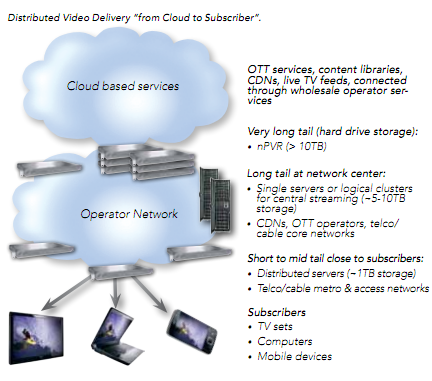 Distributed Video Delivery "from Cloud to Subscriber".
Cloud based services
OTT services, content libraries,
CDNs, live TV feeds, connected
through wholesale operator ser-
vices
Very long tail (hard drive storage):
• nPVR (> 10TB)
Long tail at network center:
• Single servers or logical clusters
for central streaming (~5-10TB
storage)
• CDNs, OTT operators, telco/
cable core networks
Operator Network
Short to mid tail close to subscribers:
• Distributed servers (~1TB storage)
• Telco/cable metro & access networks
Subscribers
• TV sets
• Computers
• Mobile devices